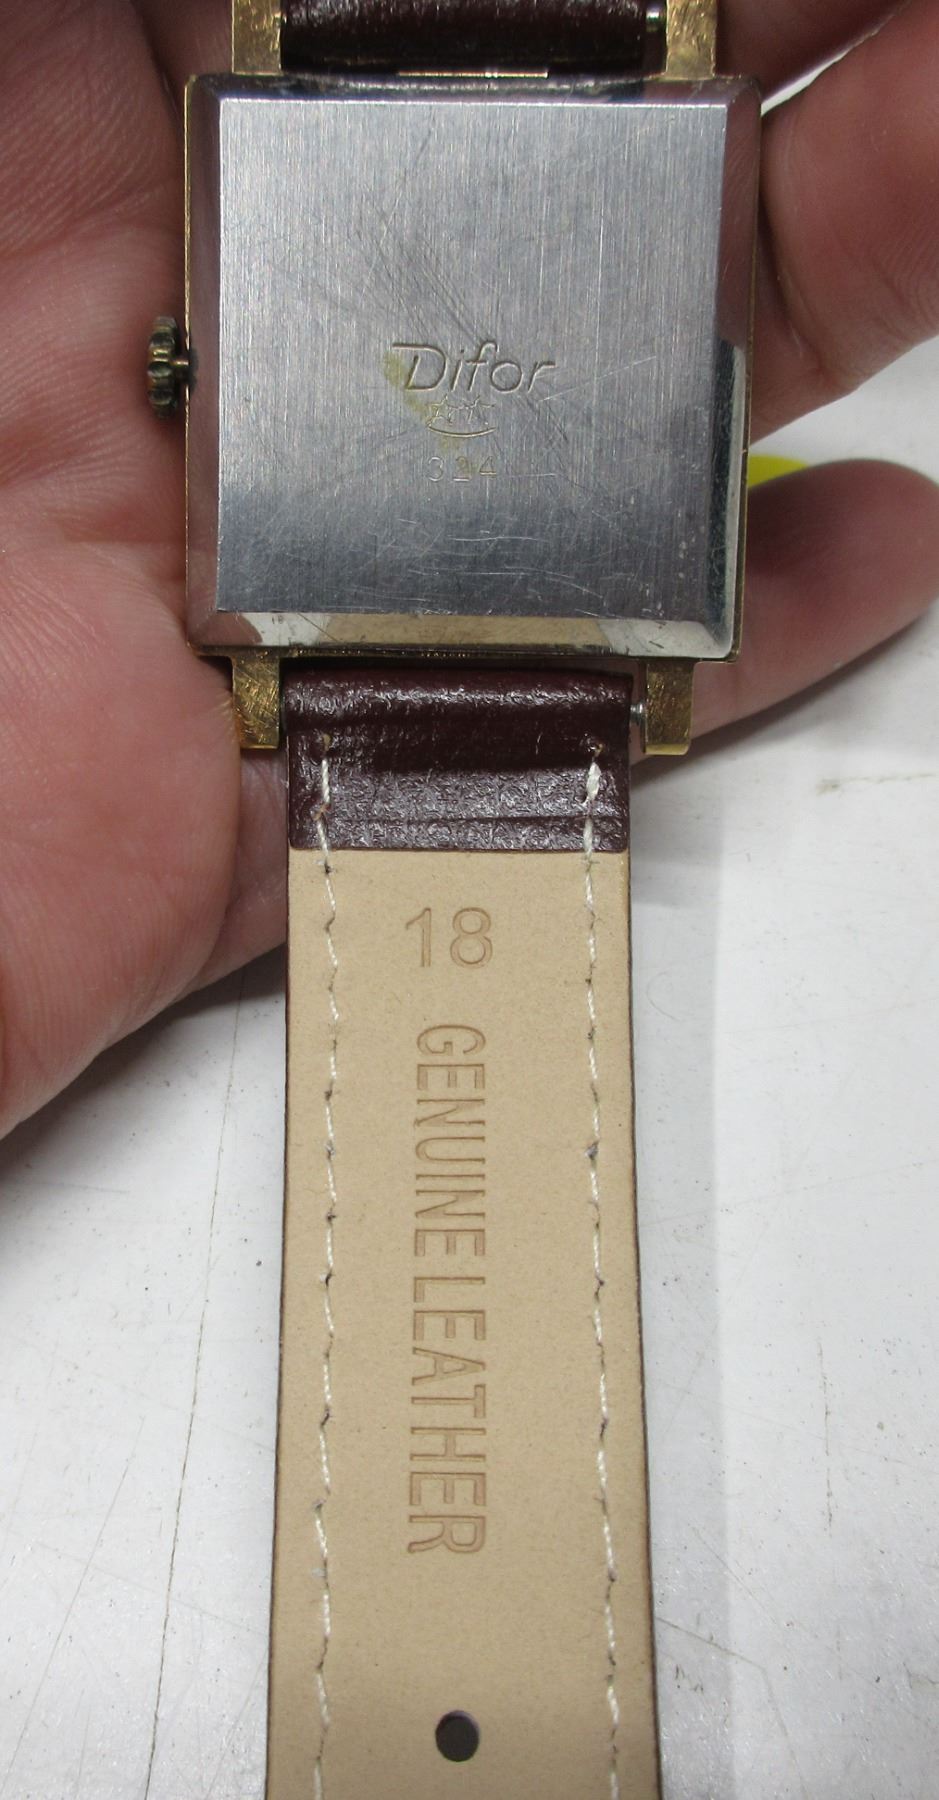 Difor
324
18
GENUINE LEATHER